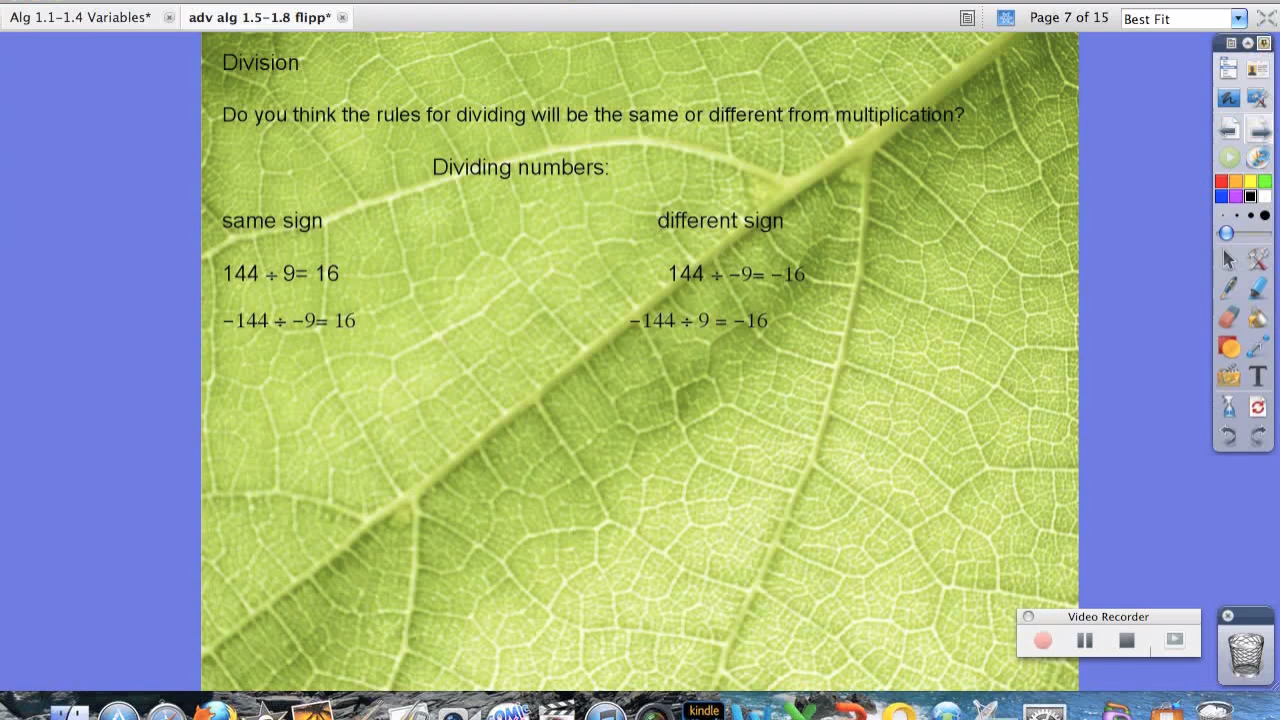 Alg 1.1-1.4 Variables* adv alg 1.5-1.8 flipp* Page 7 of 15 Best Fit
Division
Do you think the rules for dividing will be the same or different from multiplication?
Dividing numbers:
same sign different sign
144 ÷ 9= 16 144 ÷ −9= −16
−144 ÷ −9= 16 −144 ÷ 9 = −16
T
Video Recorder
COMIC
kindle